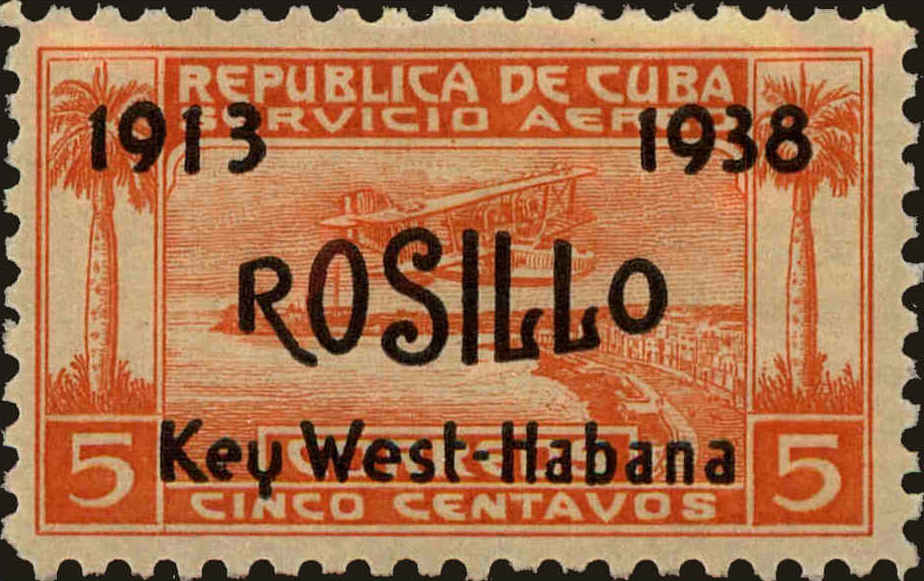 REPUBLICA DE CUBA
SERVICIO AEREO
1913 1938
ROSILLO
Key West-Habana
5 5
CINCO CENTAVOS